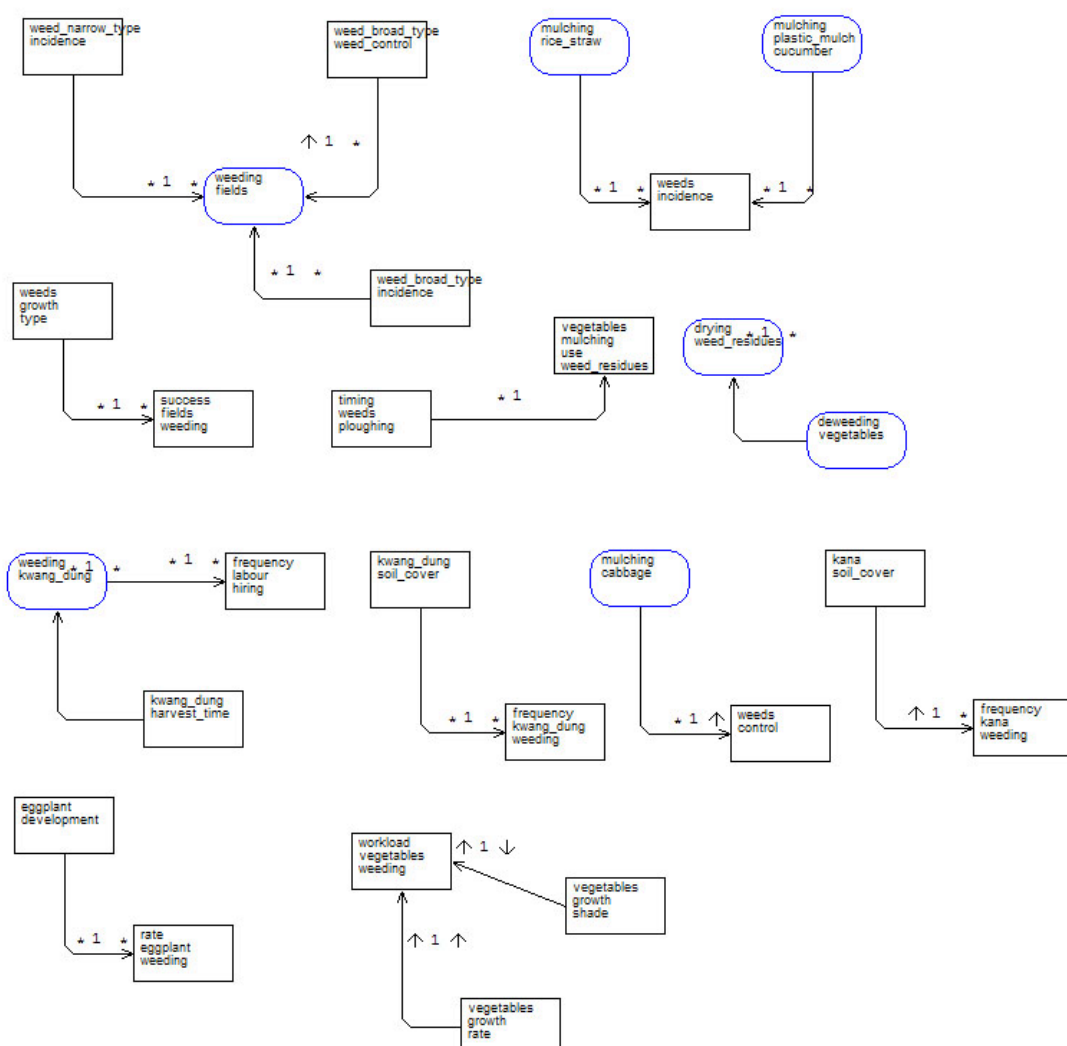 weed_narrow_type
incidence
weed_broad_type
weed_control
mulching
rice_straw
mulching
plastic_mulch
cucumber
↑ 1 *
* 1 *
weeding
fields
* 1 *
weeds
incidence
* 1 *
* 1 *
weed_broad_type
incidence
weeds
growth
type
vegetables
mulching
use
weed_residues
drying
weed_residues
* 1 *
* 1 *
success
fields
weeding
timing
weeds
ploughing
* 1
deweeding
vegetables
weeding
kwang_dung
* 1 *
* 1 *
frequency
labour
hiring
kwang_dung
soil_cover
mulching
cabbage
kana
soil_cover
kwang_dung
harvest_time
* 1 *
frequency
kwang_dung
weeding
* 1 ↑
weeds
control
↑ 1 *
frequency
kana
weeding
eggplant
development
workload
vegetables
weeding
↑ 1 ↓
vegetables
growth
shade
* 1 *
rate
eggplant
weeding
↑ 1 ↑
vegetables
growth
rate